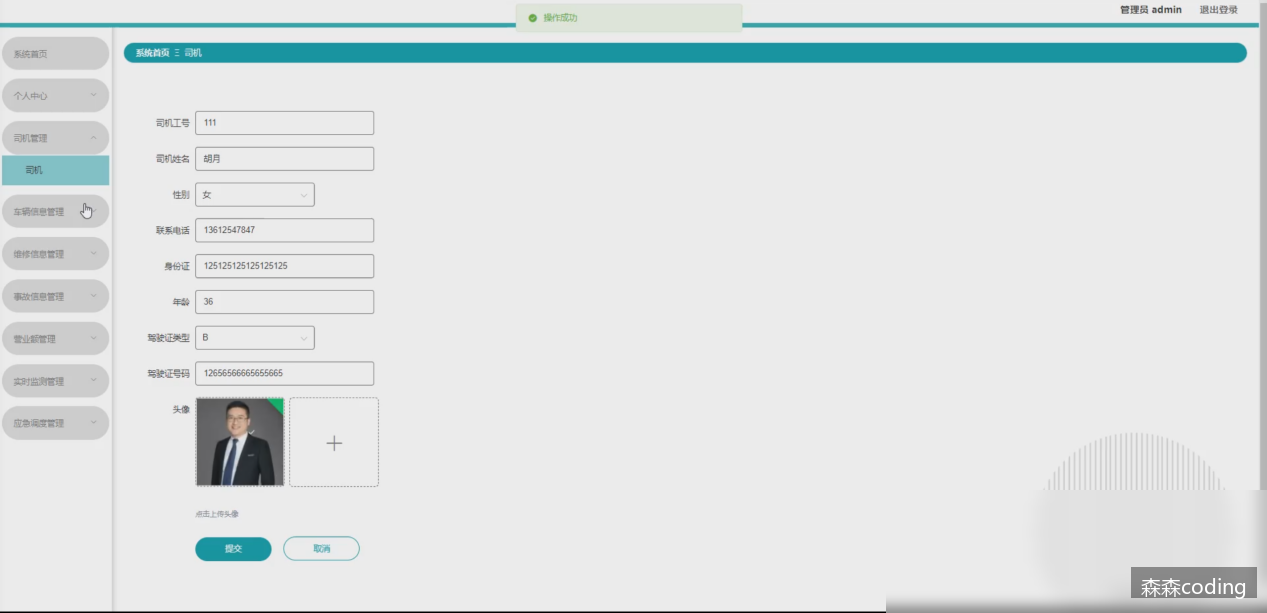 操作成功
管理员 admin 退出登录
系统首页
个人中心
司机管理
司机
车辆信息管理
维修信息管理
事故信息管理
营业额管理
实时监测管理
应急调度管理
系统首页 Ξ 司机
司机工号 111
司机姓名 胡月
性别 女
联系电话 13612547847
身份证 125125125125125125
年龄 36
驾驶证类型 B
驾驶证号码 12656566665655665
头像
点击上传头像
提交 取消
森森coding